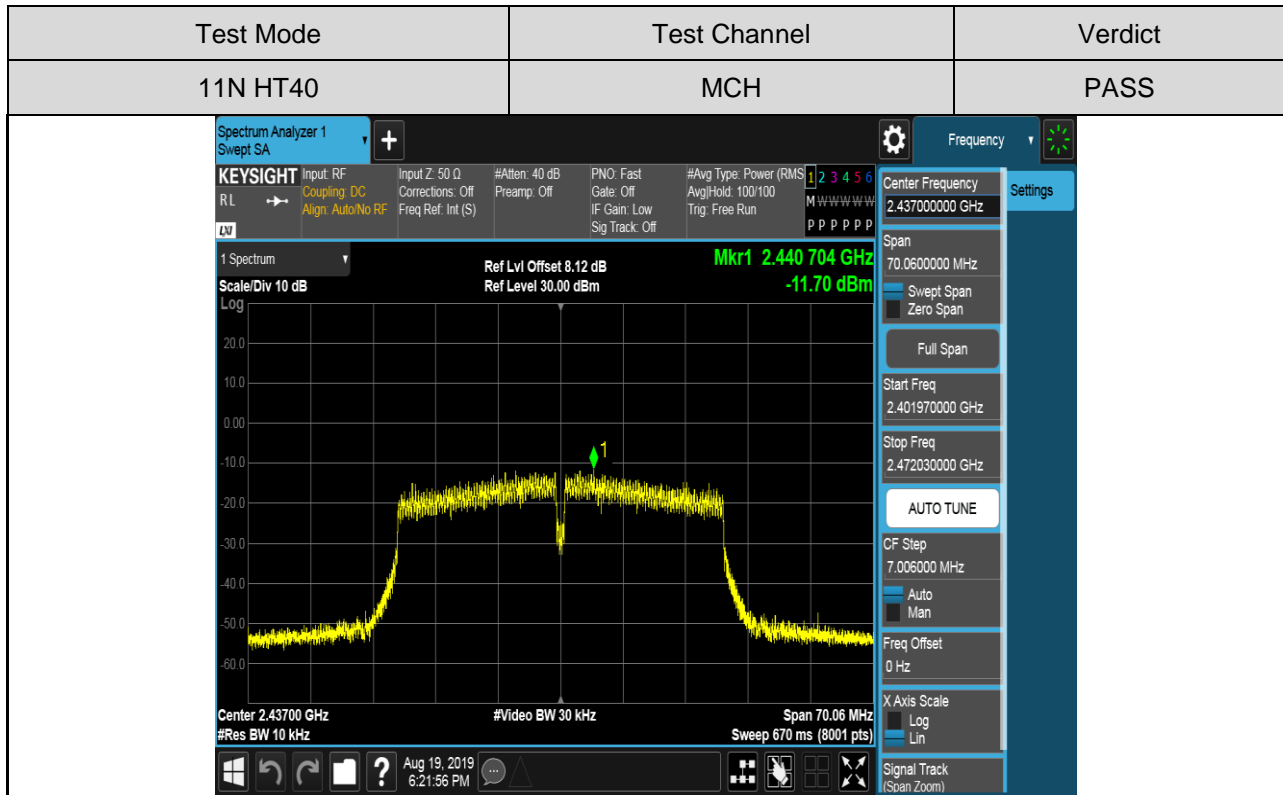 Test Mode Test Channel Verdict
11N HT40 MCH PASS
Spectrum Analyzer 1
Swept SA
Frequency
KEYSIGHT
RL
LXI
Input: RF
Coupling: DC
Align: Auto/No RF
Input Z: 50 Ω
Corrections: Off
Freq Ref: Int (S)
#Atten: 40 dB
Preamp: Off
PNO: Fast
Gate: Off
IF Gain: Low
Sig Track: Off
#Avg Type: Power (RMS
Avg|Hold: 100/100
Trig: Free Run
1 2 3 4 5 6
M W W W W W
P P P P P P
1 Spectrum
Scale/Div 10 dB
Ref Lvl Offset 8.12 dB
Ref Level 30.00 dBm
Mkr1 2.440 704 GHz
-11.70 dBm
Log
20.0
10.0
0.00
-10.0
-20.0
-30.0
-40.0
-50.0
-60.0
1
Center 2.43700 GHz
#Res BW 10 kHz
#Video BW 30 kHz
Span 70.06 MHz
Sweep 670 ms (8001 pts)
Center Frequency
2.437000000 GHz
Settings
Span
70.0600000 MHz
Swept Span
Zero Span
Full Span
Start Freq
2.401970000 GHz
Stop Freq
2.472030000 GHz
AUTO TUNE
CF Step
7.006000 MHz
Auto
Man
Freq Offset
0 Hz
X Axis Scale
Log
Lin
Signal Track
(Span Zoom)
?
Aug 19, 2019
6:21:56 PM